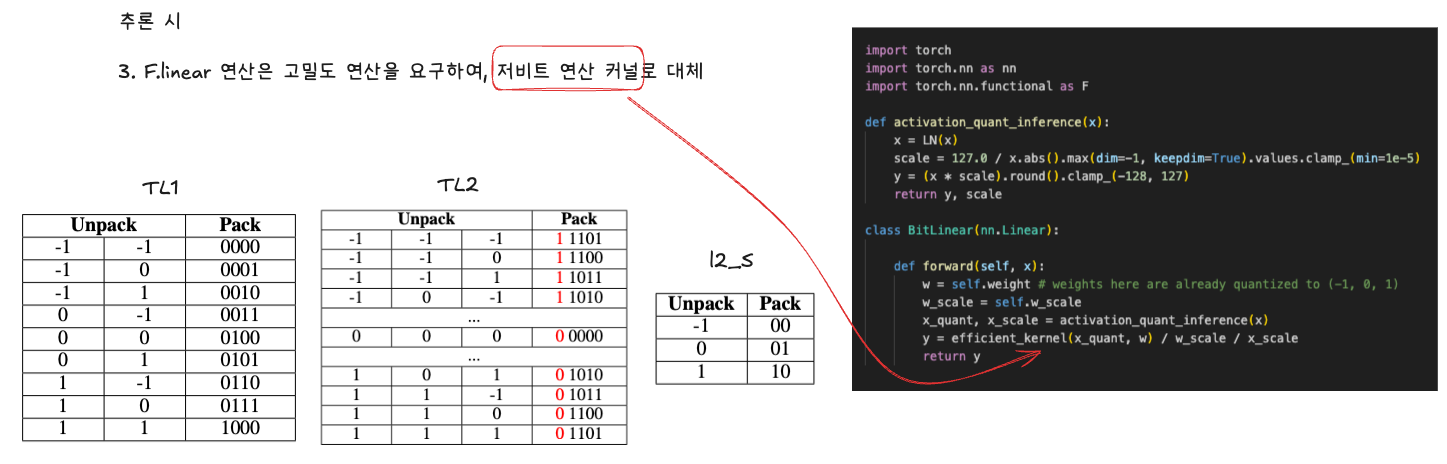 추론 시
3. F.linear 연산은 고밀도 연산을 요구하여, 저비트 연산 커널로 대체
TL1
Unpack Pack
-1 -1 0000
-1 0 0001
-1 1 0010
0 -1 0011
0 0 0100
0 1 0101
1 -1 0110
1 0 0111
1 1 1000
TL2
Unpack Pack
-1 -1 -1 1 1101
-1 -1 0 1 1100
-1 -1 1 1 1011
-1 0 -1 1 1010
...
0 0 0 0 0000
...
1 0 1 0 1010
1 1 -1 0 1011
1 1 0 0 1100
1 1 1 0 1101
I2_S
Unpack Pack
-1 00
0 01
1 10
import torch
import torch.nn as nn
import torch.nn.functional as F
def activation_quant_inference(x):
x = LN(x)
scale = 127.0 / x.abs().max(dim=-1, keepdim=True).values.clamp_(min=1e-5)
y = (x * scale).round().clamp_(-128, 127)
return y, scale
class BitLinear(nn.Linear):
def forward(self, x):
w = self.weight # weights here are already quantized to (-1, 0, 1)
w_scale = self.w_scale
x_quant, x_scale = activation_quant_inference(x)
y = efficient_kernel(x_quant, w) / w_scale / x_scale
return y